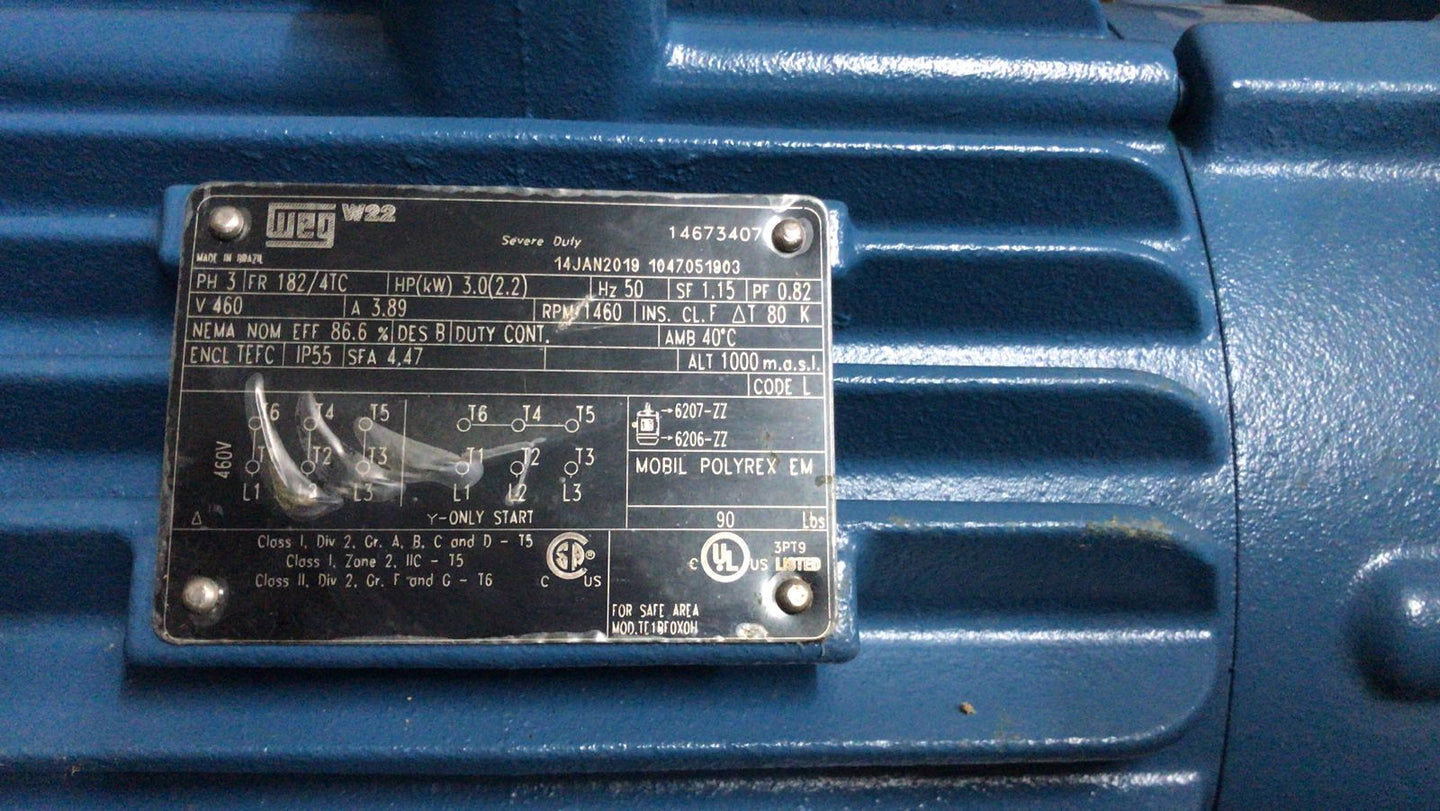 WEG W22
Severe Duty
14673407
MADE IN BRAZIL
14JAN2019 1047051903
PH 3 FR 182/4TC HP(kW) 3.0(2.2) Hz 50 SF 1.15 PF 0.82
V 460 A 3.89 RPM 1460 INS. CL. F ΔT 80 K
NEMA NOM EFF 86.6 % DES B DUTY CONT. AMB 40°C
ENCL TEFC IP55 SFA 4,47 ALT 1000 m.a.s.l.
CODE L
T6 T4 T5 T6 T4 T5
6207-ZZ
6206-ZZ
460V
T2 T3 T1 T2 T3
MOBIL POLYREX EM
L1 L3 L1 L2 L3
Δ Y-ONLY START
90 Lbs
Class I, Div 2, Gr. A, B, C and D - T5
Class I, Zone 2, IIC - T5
Class II, Div 2, Gr. F and G - T6
C SA ® US
C UL US 3PT9
LISTED
FOR SAFE AREA
MOD.TE1BF0X0H